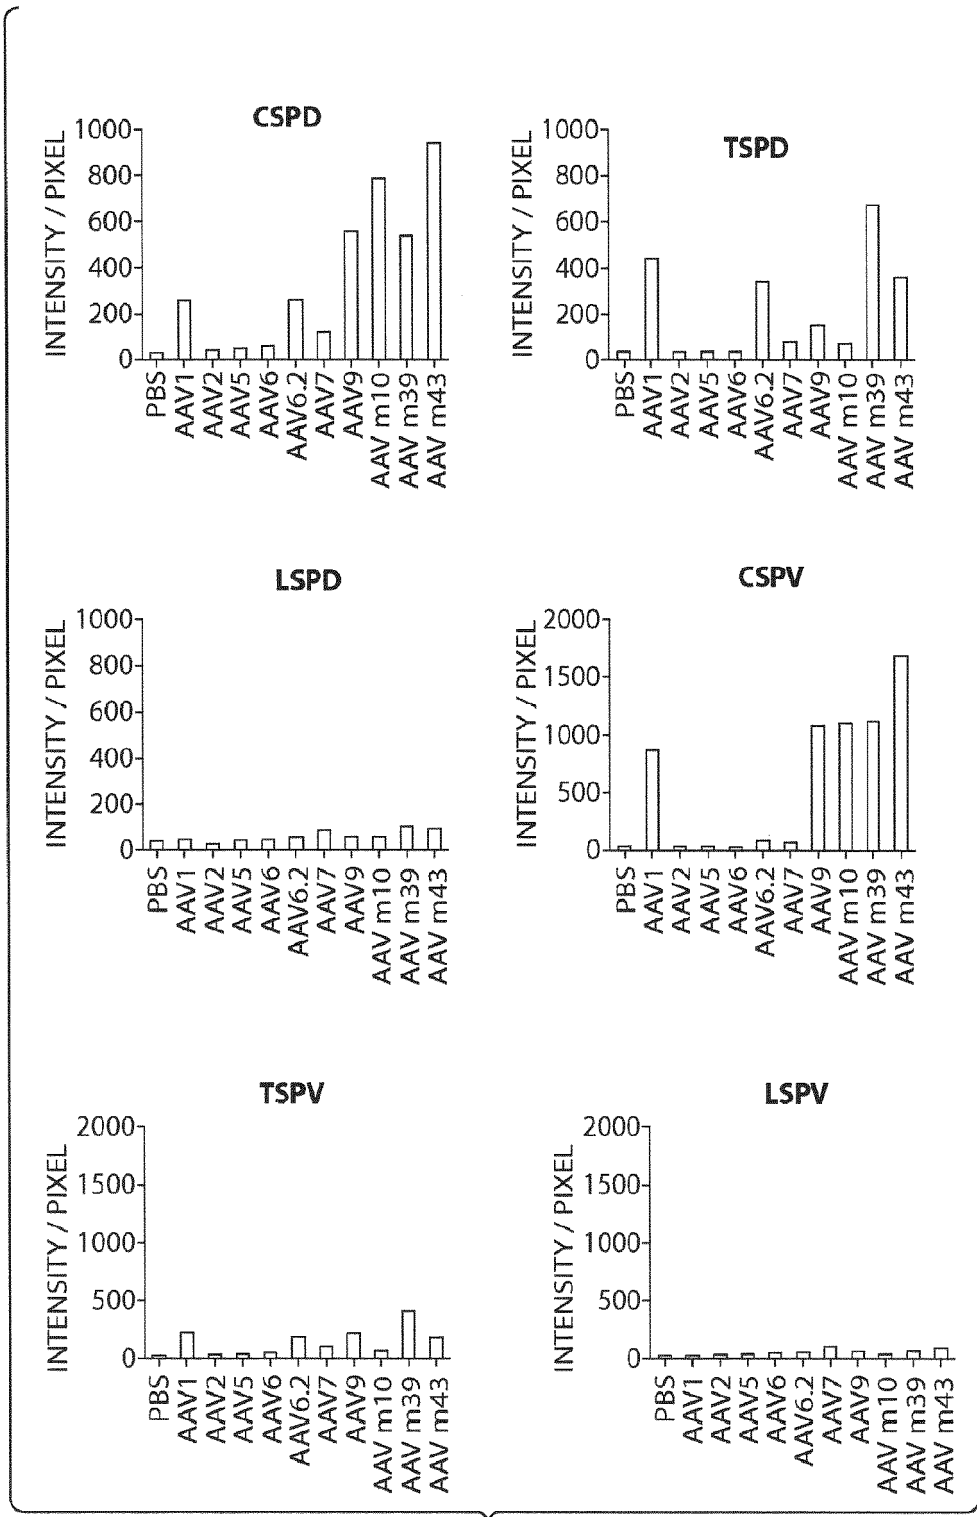 CSPD
INTENSITY / PIXEL
1000
800
600
400
200
0
PBS
AAV1
AAV2
AAV5
AAV6
AAV6.2
AAV7
AAV9
AAV m10
AAV m39
AAV m43
TSPD
INTENSITY / PIXEL
1000
800
600
400
200
0
PBS
AAV1
AAV2
AAV5
AAV6
AAV6.2
AAV7
AAV9
AAV m10
AAV m39
AAV m43
LSPD
INTENSITY / PIXEL
1000
800
600
400
200
0
PBS
AAV1
AAV2
AAV5
AAV6
AAV6.2
AAV7
AAV9
AAV m10
AAV m39
AAV m43
CSPV
INTENSITY / PIXEL
2000
1500
1000
500
0
PBS
AAV1
AAV2
AAV5
AAV6
AAV6.2
AAV7
AAV9
AAV m10
AAV m39
AAV m43
TSPV
INTENSITY / PIXEL
2000
1500
1000
500
0
PBS
AAV1
AAV2
AAV5
AAV6
AAV6.2
AAV7
AAV9
AAV m10
AAV m39
AAV m43
LSPV
INTENSITY / PIXEL
2000
1500
1000
500
0
PBS
AAV1
AAV2
AAV5
AAV6
AAV6.2
AAV7
AAV9
AAV m10
AAV m39
AAV m43